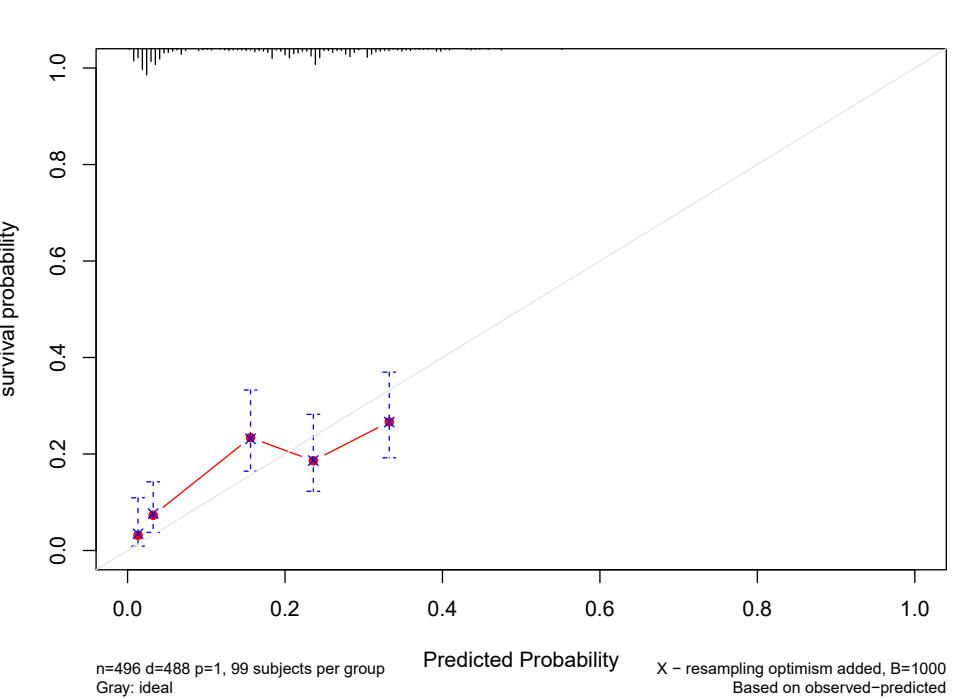 1.0
0.8
0.6
0.4
0.2
0.0
survival probability
0.0 0.2 0.4 0.6 0.8 1.0
Predicted Probability
n=496 d=488 p=1, 99 subjects per group
Gray: ideal
X − resampling optimism added, B=1000
Based on observed−predicted